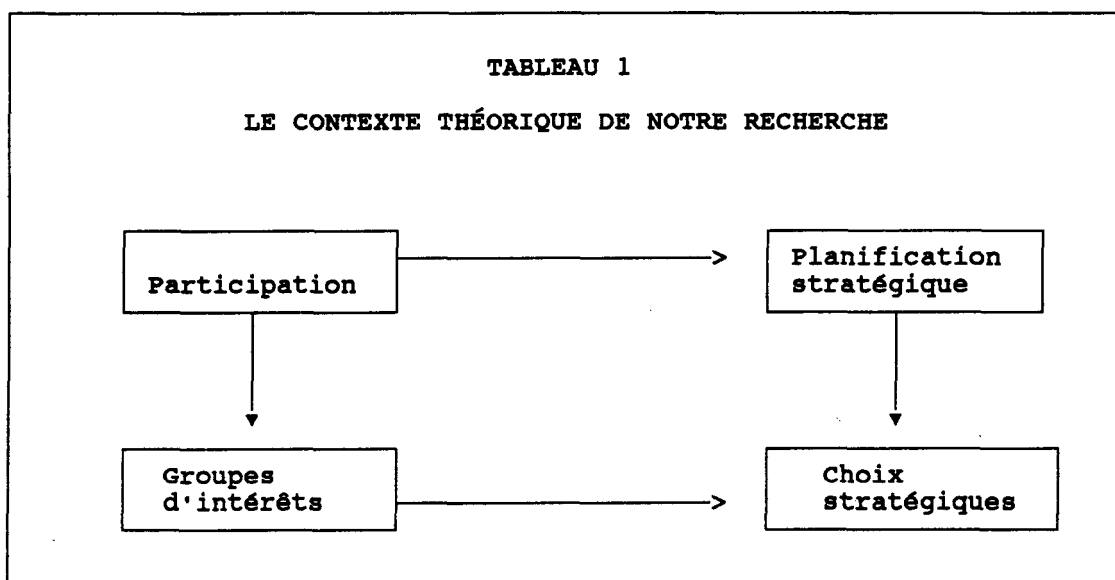 TABLEAU 1
LE CONTEXTE THÉORIQUE DE NOTRE RECHERCHE
Participation
Planification
stratégique
Groupes
d'intérêts
Choix
stratégiques